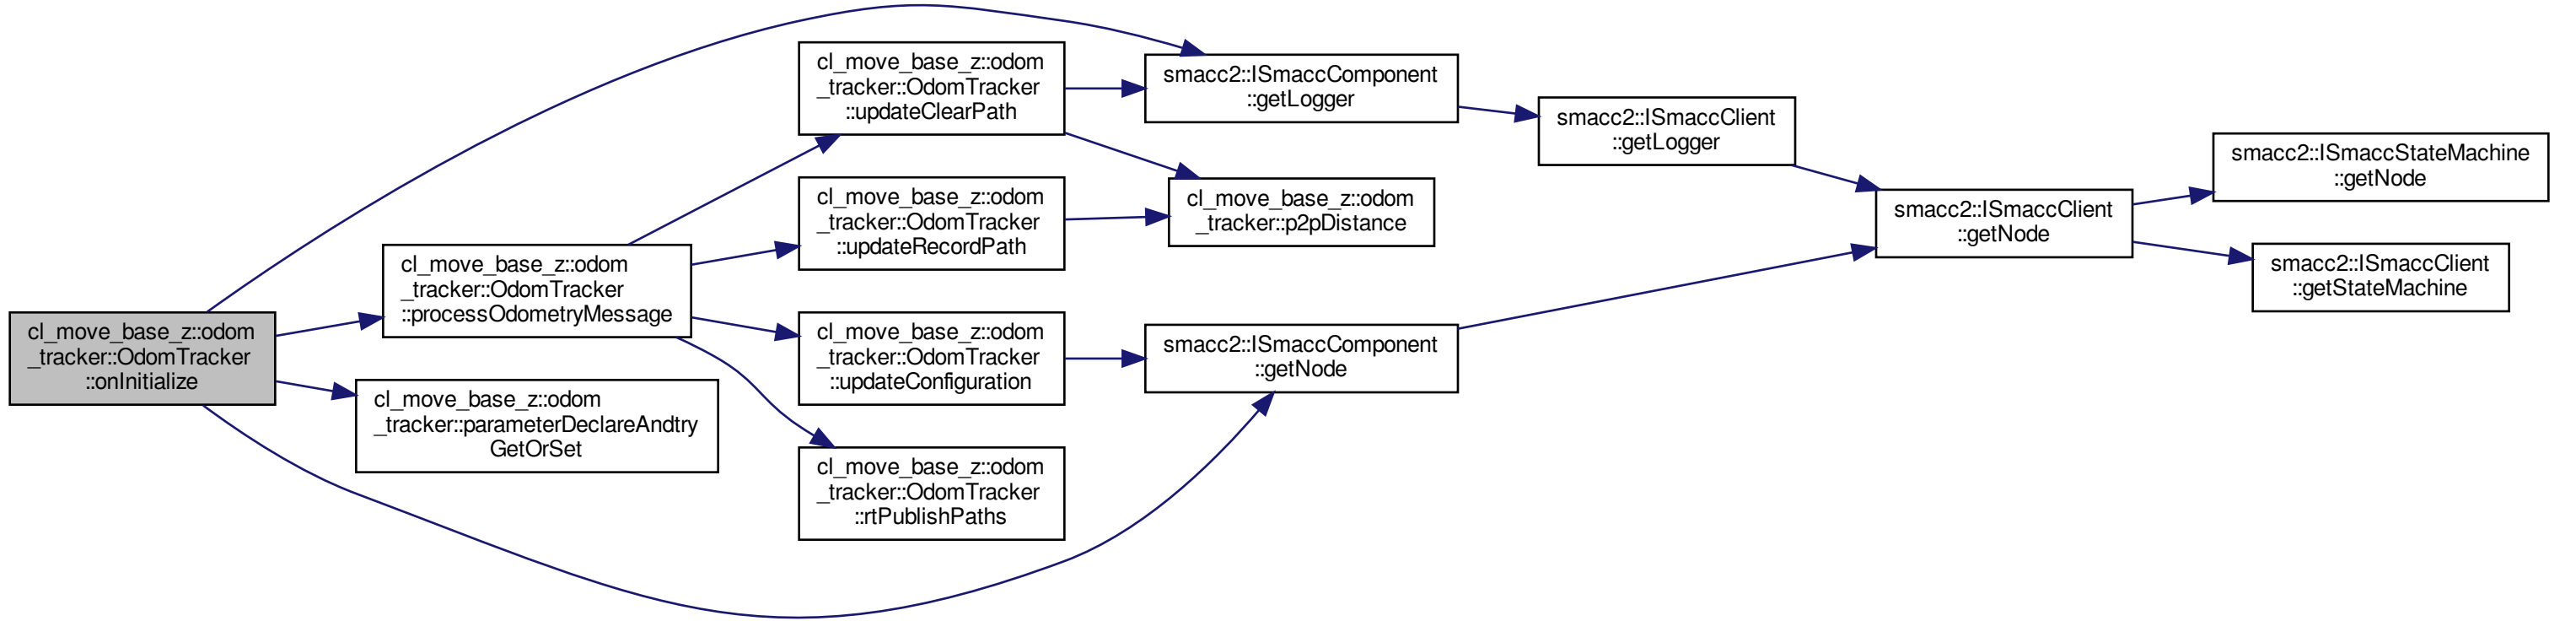 cl_move_base_z::odom
_tracker::OdomTracker
::onInitialize
cl_move_base_z::odom
_tracker::OdomTracker
::processOdometryMessage
cl_move_base_z::odom
_tracker::parameterDeclareAndtry
GetOrSet
cl_move_base_z::odom
_tracker::OdomTracker
::updateClearPath
cl_move_base_z::odom
_tracker::OdomTracker
::updateRecordPath
cl_move_base_z::odom
_tracker::OdomTracker
::updateConfiguration
cl_move_base_z::odom
_tracker::OdomTracker
::rtPublishPaths
smacc2::ISmaccComponent
::getLogger
cl_move_base_z::odom
_tracker::p2pDistance
smacc2::ISmaccComponent
::getNode
smacc2::ISmaccClient
::getLogger
smacc2::ISmaccClient
::getNode
smacc2::ISmaccStateMachine
::getNode
smacc2::ISmaccClient
::getStateMachine